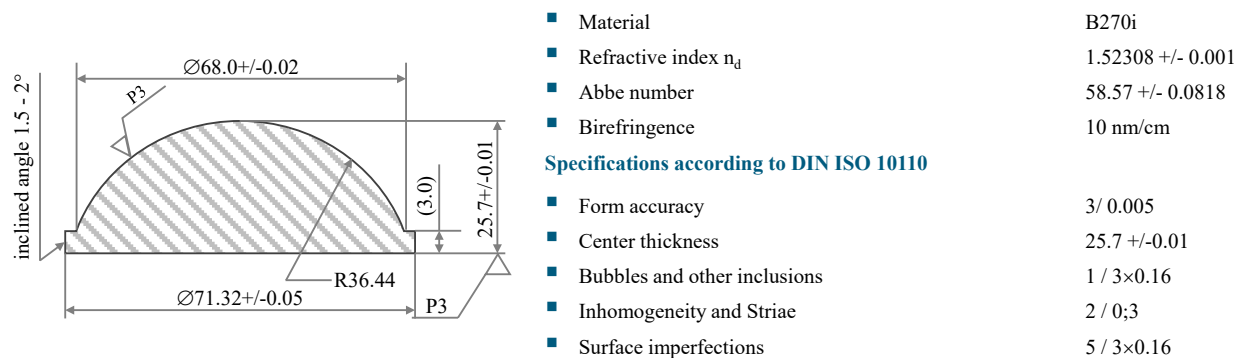 Ø68.0+/-0.02
P3
inclined angle 1.5 - 2°
(3.0)
25.7+/-0.01
R36.44
Ø71.32+/-0.05
P3
Material B270i
Refractive index nd 1.52308 +/- 0.001
Abbe number 58.57 +/- 0.0818
Birefringence 10 nm/cm
Specifications according to DIN ISO 10110
Form accuracy 3/ 0.005
Center thickness 25.7 +/-0.01
Bubbles and other inclusions 1 / 3×0.16
Inhomogeneity and Striae 2 / 0;3
Surface imperfections 5 / 3×0.16